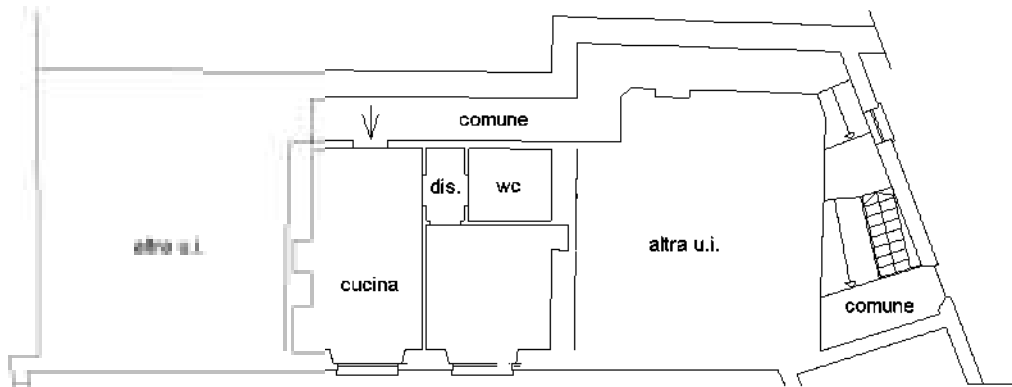 comune
dis.
wc
altra u.i.
altra u.i.
cucina
comune